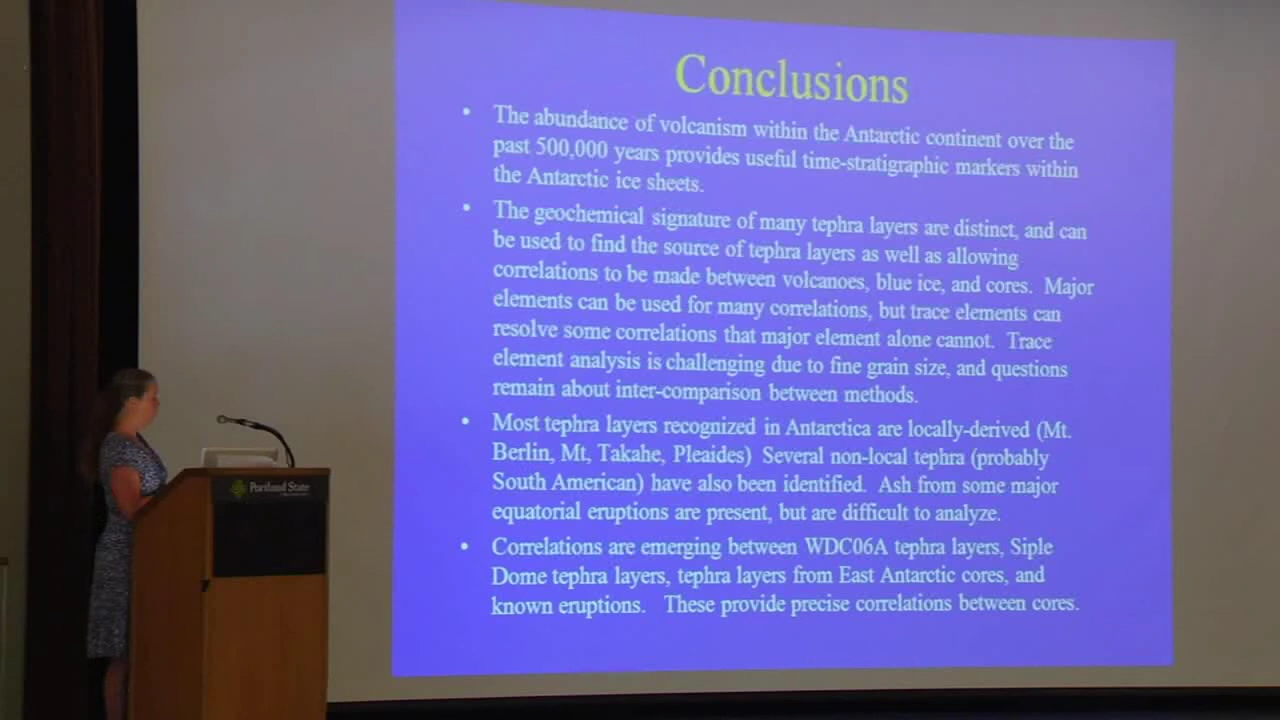 Conclusions
• The abundance of volcanism within the Antarctic continent over the
past 500,000 years provides useful time-stratigraphic markers within
the Antarctic ice sheets.
• The geochemical signature of many tephra layers are distinct, and can
be used to find the source of tephra layers as well as allowing
correlations to be made between volcanoes, blue ice, and cores. Major
elements can be used for many correlations, but trace elements can
resolve some correlations that major element alone cannot. Trace
element analysis is challenging due to fine grain size, and questions
remain about inter-comparison between methods.
• Most tephra layers recognized in Antarctica are locally-derived (Mt.
Berlin, Mt, Takahe, Pleaides) Several non-local tephra (probably
South American) have also been identified. Ash from some major
equatorial eruptions are present, but are difficult to analyze.
• Correlations are emerging between WDC06A tephra layers, Siple
Dome tephra layers, tephra layers from East Antarctic cores, and
known eruptions. These provide precise correlations between cores.
Portland State